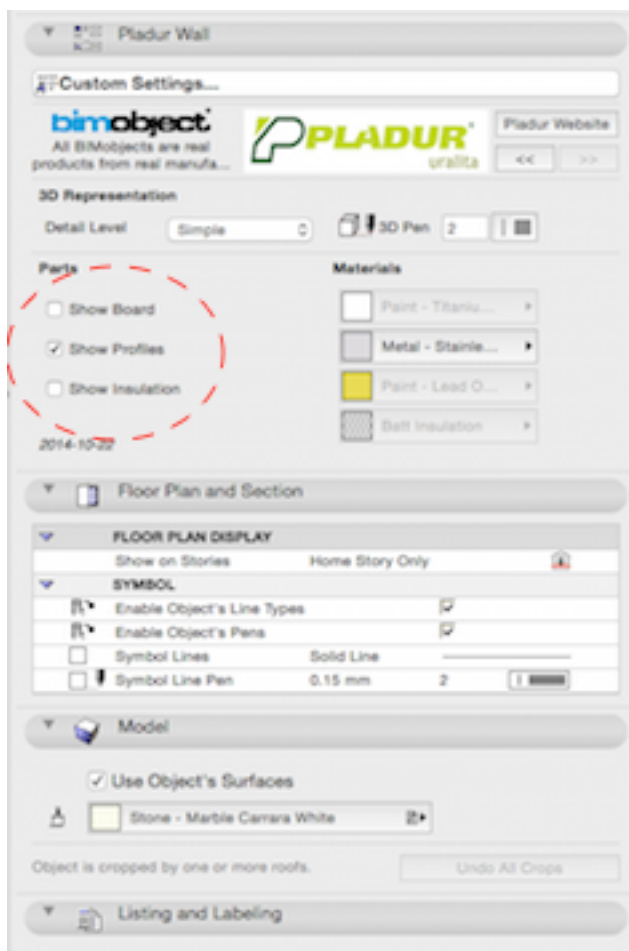 Pladur Wall
Custom Settings...
bimobject®
All BIMobjects are real
products from real manufa...
PLADUR®
uralita
Pladur Website
<< >>
3D Representation
Detail Level Simple 3D Pen 2
Parts Materials
Show Board Paint - Titaniu...
Show Profiles Metal - Stainle...
Show Insulation Paint - Lead O...
Batt Insulation
2014-10-22
Floor Plan and Section
FLOOR PLAN DISPLAY
Show on Stories Home Story Only
SYMBOL
Enable Object's Line Types
Enable Object's Pens
Symbol Lines Solid Line
Symbol Line Pen 0.15 mm 2
Model
Use Object's Surfaces
Stone - Marble Carrara White
Object is cropped by one or more roofs. Undo All Crops
Listing and Labeling